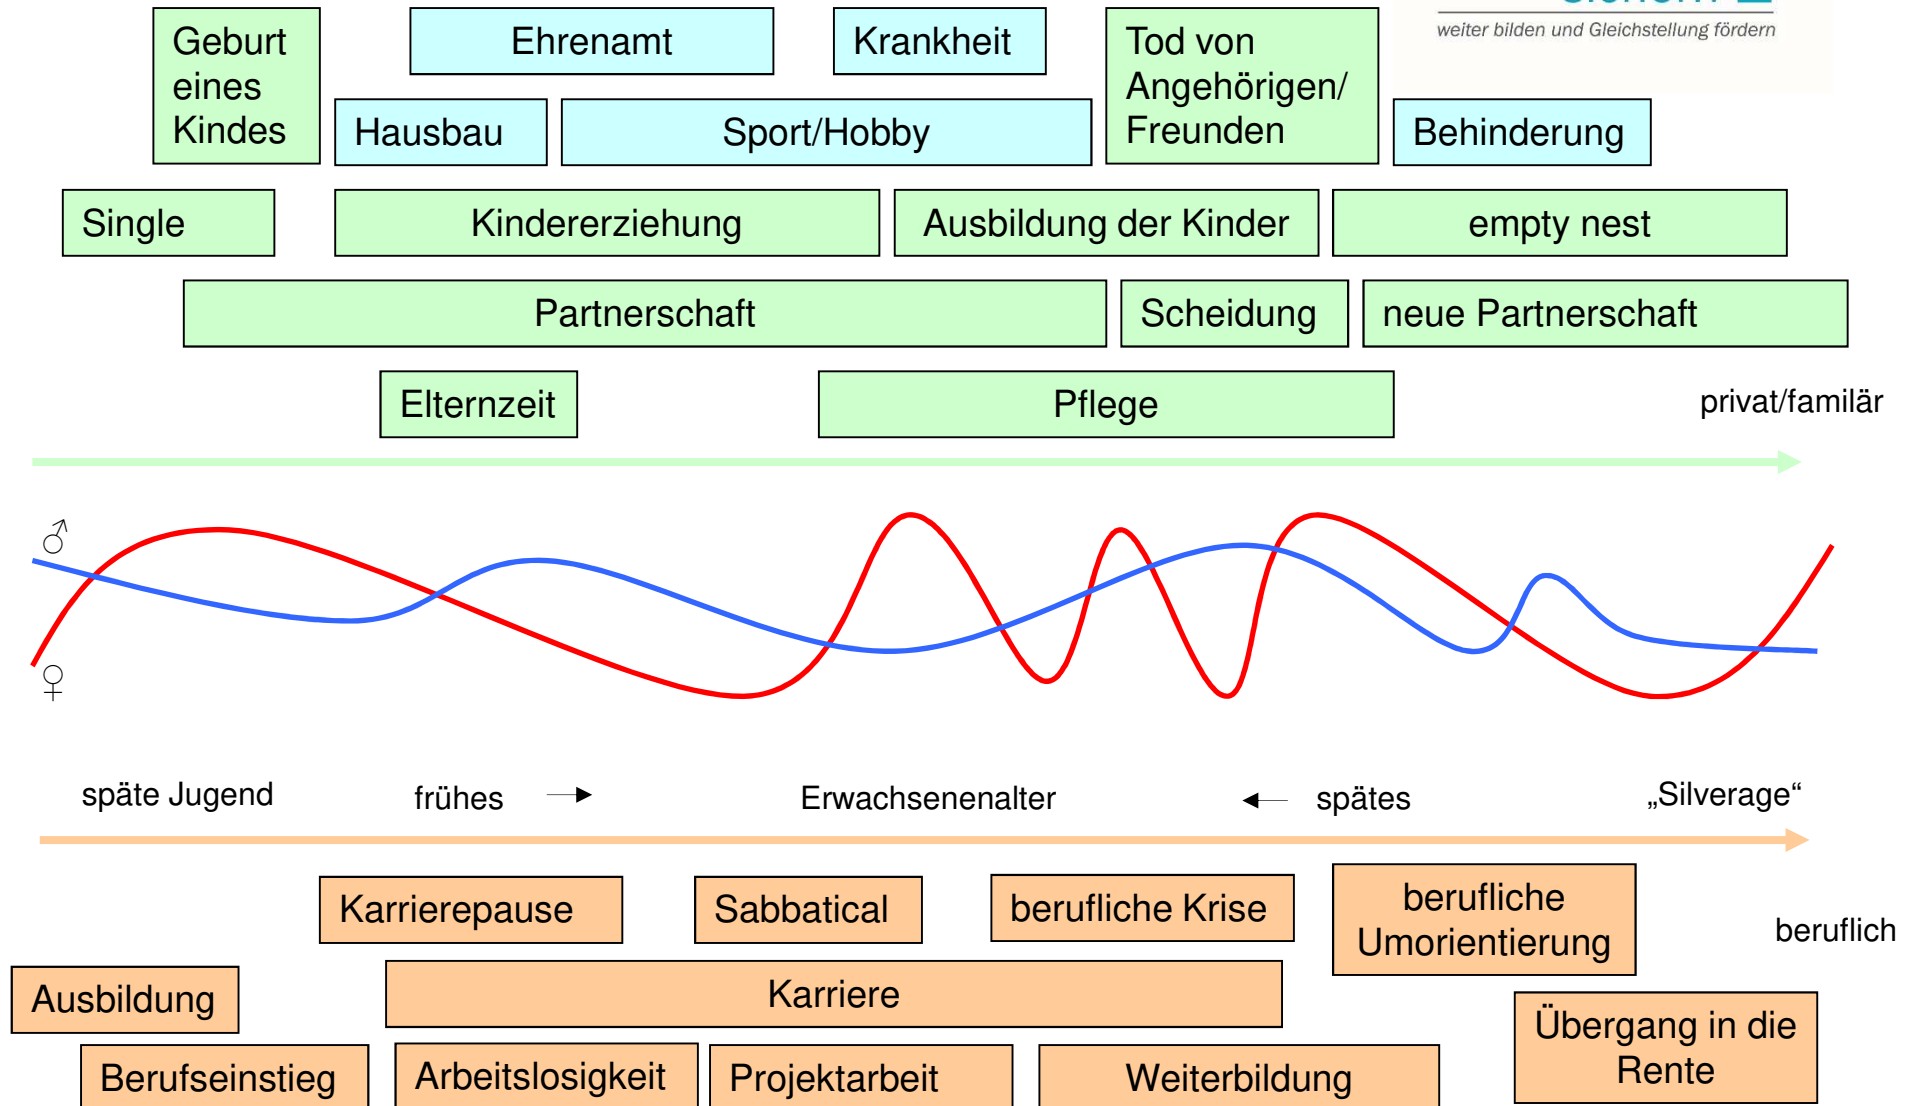 weiter bilden und Gleichstellung fördern
Geburt
eines
Kindes
Ehrenamt
Krankheit
Tod von
Angehörigen/
Freunden
Hausbau
Sport/Hobby
Behinderung
Single
Kindererziehung
Ausbildung der Kinder
empty nest
Partnerschaft
Scheidung
neue Partnerschaft
Elternzeit
Pflege
privat/familär
♂
♀
späte Jugend
frühes
Erwachsenenalter
spätes
„Silverage“
Karrierepause
Sabbatical
berufliche Krise
berufliche
Umorientierung
beruflich
Ausbildung
Karriere
Übergang in die
Rente
Berufseinstieg
Arbeitslosigkeit
Projektarbeit
Weiterbildung